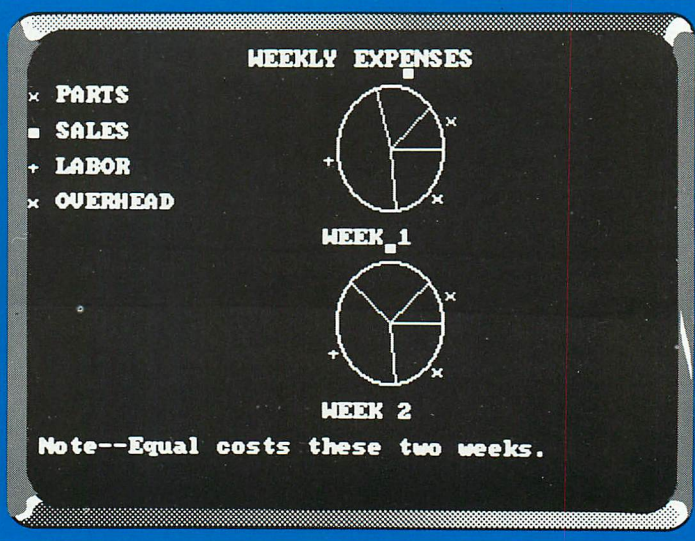 WEEKLY EXPENSES
× PARTS
■ SALES
+ LABOR
× OVERHEAD
WEEK 1
WEEK 2
Note--Equal costs these two weeks.